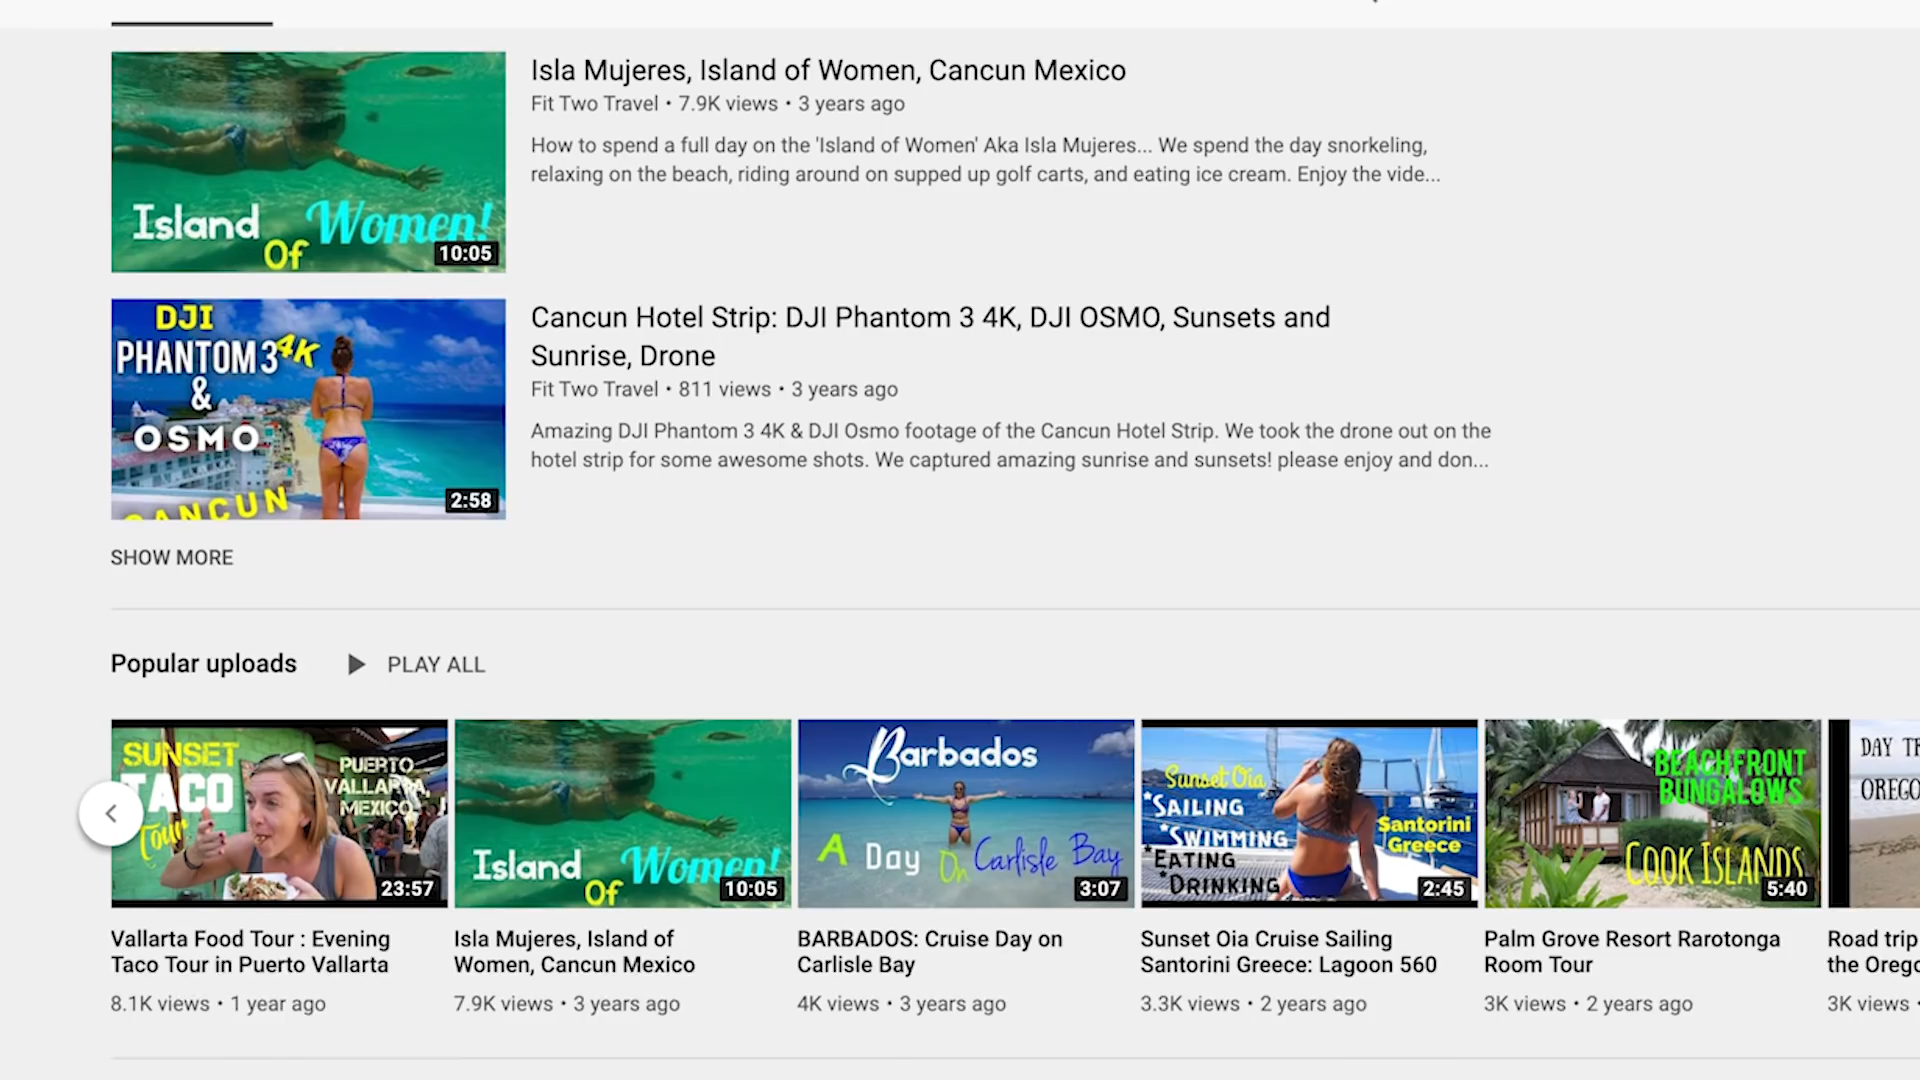 Island
Of
Women!
10:05
Isla Mujeres, Island of Women, Cancun Mexico
Fit Two Travel • 7.9K views • 3 years ago
How to spend a full day on the 'Island of Women' Aka Isla Mujeres... We spend the day snorkeling,
relaxing on the beach, riding around on supped up golf carts, and eating ice cream. Enjoy the vide...
DJI
PHANTOM 3 4K
&
OSMO
CANCUN
2:58
Cancun Hotel Strip: DJI Phantom 3 4K, DJI OSMO, Sunsets and
Sunrise, Drone
Fit Two Travel • 811 views • 3 years ago
Amazing DJI Phantom 3 4K & DJI Osmo footage of the Cancun Hotel Strip. We took the drone out on the
hotel strip for some awesome shots. We captured amazing sunrise and sunsets! please enjoy and don...
SHOW MORE
Popular uploads
PLAY ALL
SUNSET
TACO
Tour
PUERTO
VALLARTA,
MEXICO
23:57
Vallarta Food Tour : Evening
Taco Tour in Puerto Vallarta
8.1K views • 1 year ago
Island
Of
Women!
10:05
Isla Mujeres, Island of
Women, Cancun Mexico
7.9K views • 3 years ago
Barbados
A Day On Carlisle Bay
3:07
BARBADOS: Cruise Day on
Carlisle Bay
4K views • 3 years ago
Sunset Oia
*SAILING
*SWIMMING
*EATING
*DRINKING
Santorini
Greece
2:45
Sunset Oia Cruise Sailing
Santorini Greece: Lagoon 560
3.3K views • 2 years ago
BEACHFRONT
BUNGALOWS
COOK ISLANDS
5:40
Palm Grove Resort Rarotonga
Room Tour
3K views • 2 years ago
DAY TR
OREGO
Road trip
the Orego
3K views •